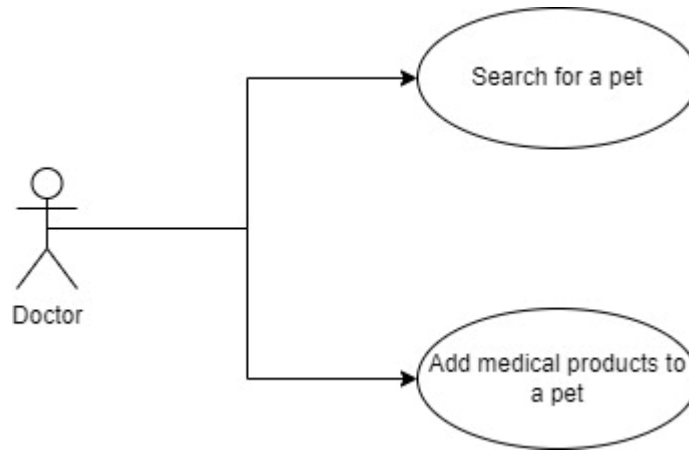 Search for a pet
Doctor
Add medical products to
a pet